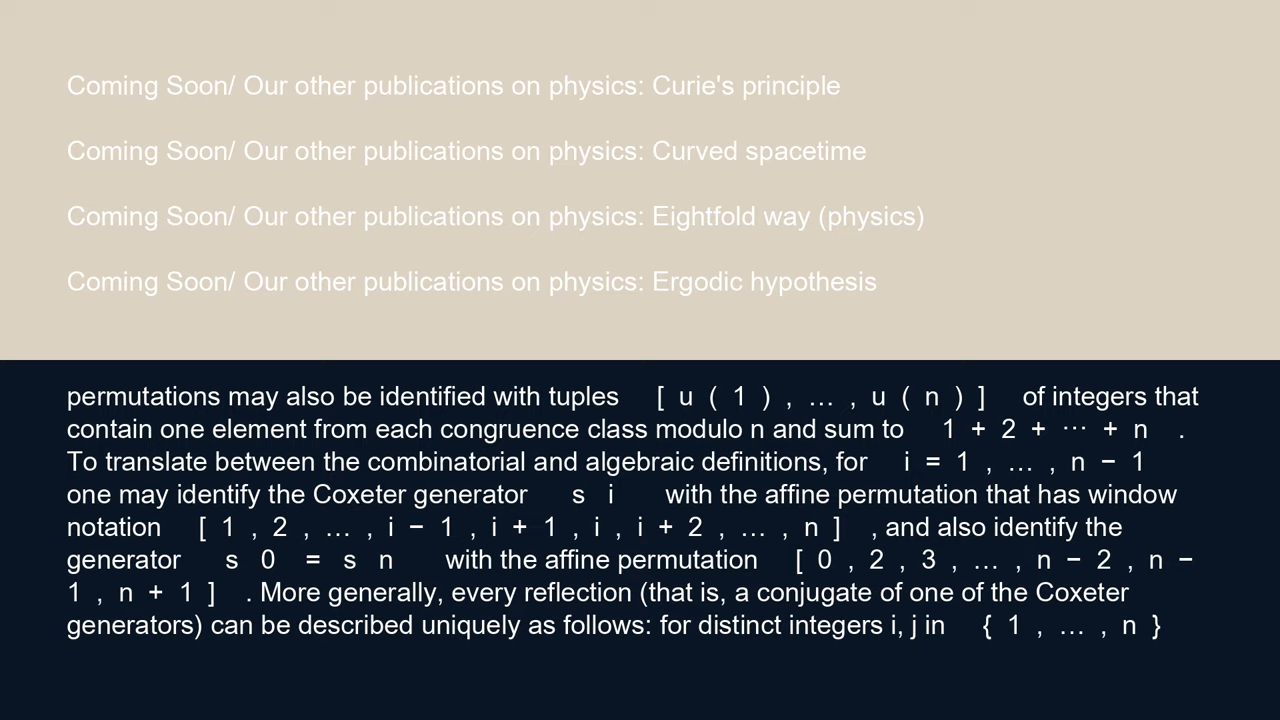 Coming Soon/ Our other publications on physics: Curie's principle
Coming Soon/ Our other publications on physics: Curved spacetime
Coming Soon/ Our other publications on physics: Eightfold way (physics)
Coming Soon/ Our other publications on physics: Ergodic hypothesis
permutations may also be identified with tuples [ u ( 1 ) , … , u ( n ) ] of integers that
contain one element from each congruence class modulo n and sum to 1 + 2 + ⋯ + n .
To translate between the combinatorial and algebraic definitions, for i = 1 , … , n − 1
one may identify the Coxeter generator s i with the affine permutation that has window
notation [ 1 , 2 , … , i − 1 , i + 1 , i , i + 2 , … , n ] , and also identify the
generator s 0 = s n with the affine permutation [ 0 , 2 , 3 , … , n − 2 , n −
1 , n + 1 ] . More generally, every reflection (that is, a conjugate of one of the Coxeter
generators) can be described uniquely as follows: for distinct integers i, j in { 1 , … , n }